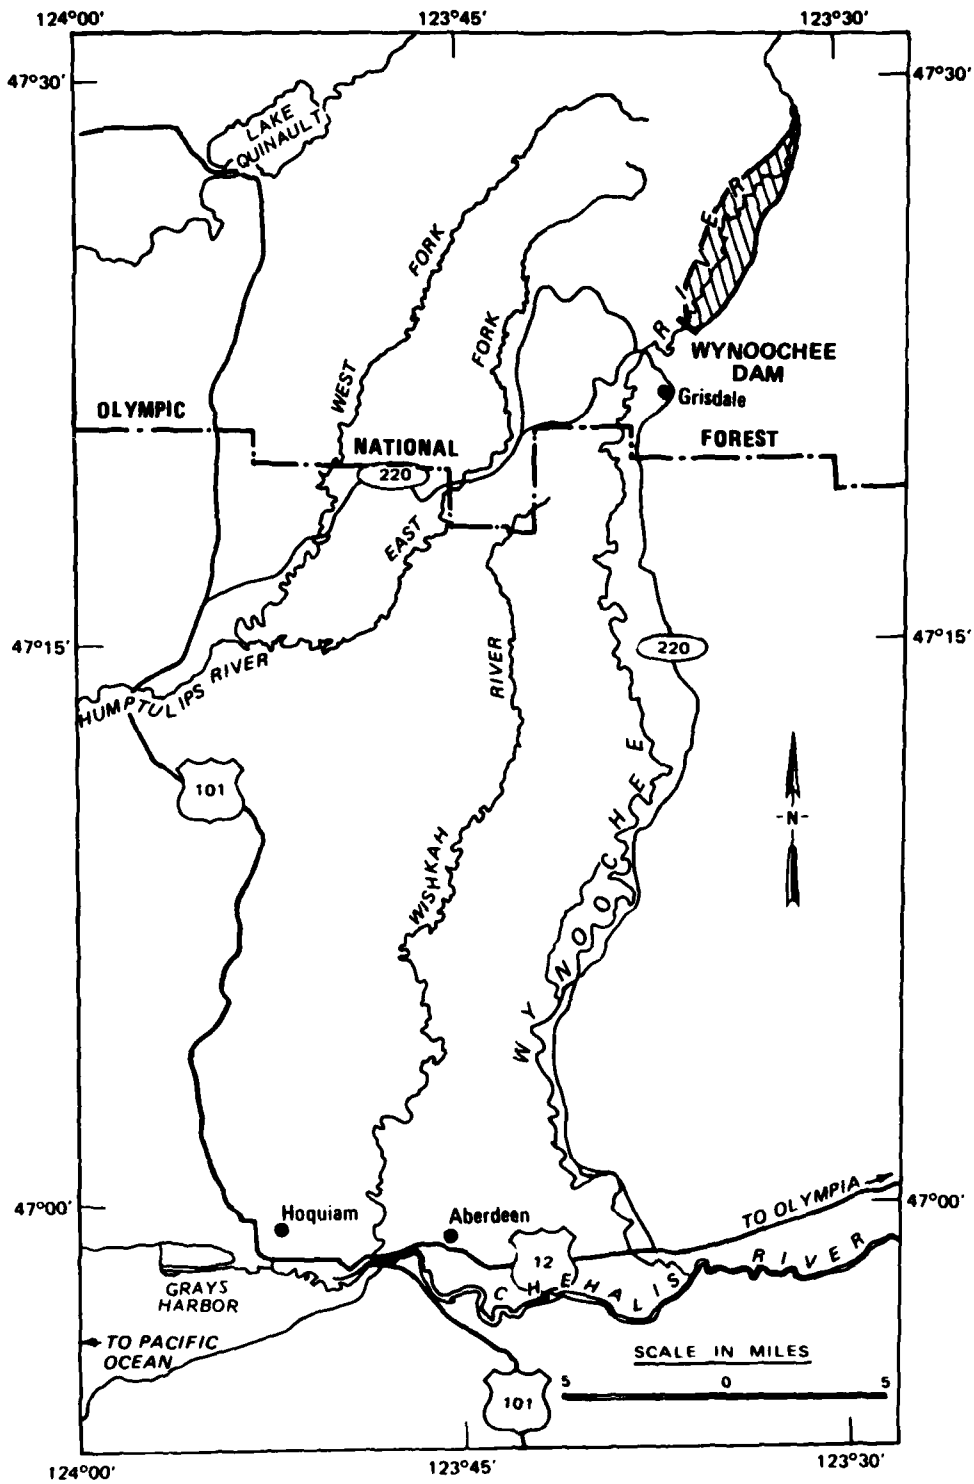 124°00'
123°45'
123°30'
47°30'
47°30'
LAKE
QUINAULT
RIVER
WEST FORK
FORK
WYNOOCHEE
DAM
Grisdale
OLYMPIC
NATIONAL
FOREST
220
EAST
47°15'
47°15'
RIVER
220
HUMPTULIPS RIVER
101
-N-
WISHKAH
WYNOOCHEE
47°00'
47°00'
Hoquiam
Aberdeen
TO OLYMPIA
12
GRAYS
HARBOR
CHEHALIS RIVER
TO PACIFIC
OCEAN
SCALE IN MILES
5 0 5
101
124°00'
123°45'
123°30'